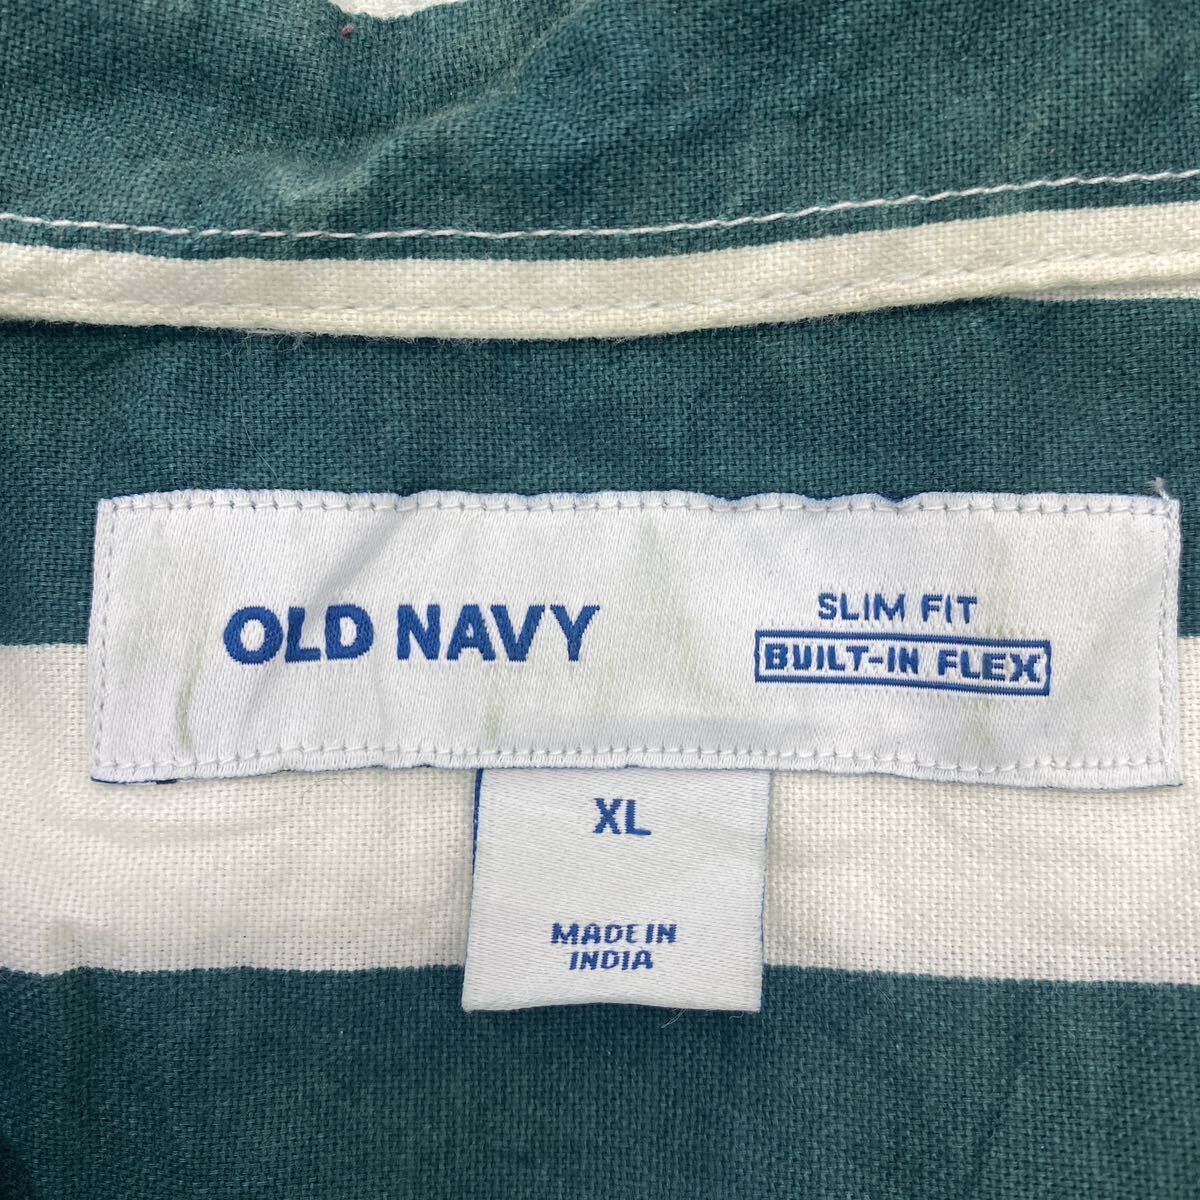 OLD NAVY
SLIM FIT
BUILT-IN FLEX
XL
MADE IN
INDIA